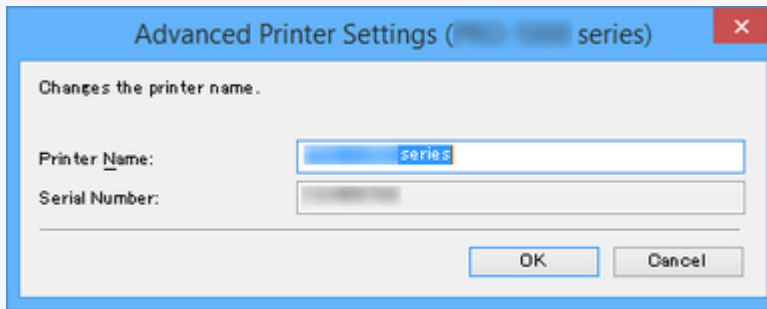 Advanced Printer Settings ( series)
Changes the printer name.
Printer Name: series
Serial Number:
OK Cancel